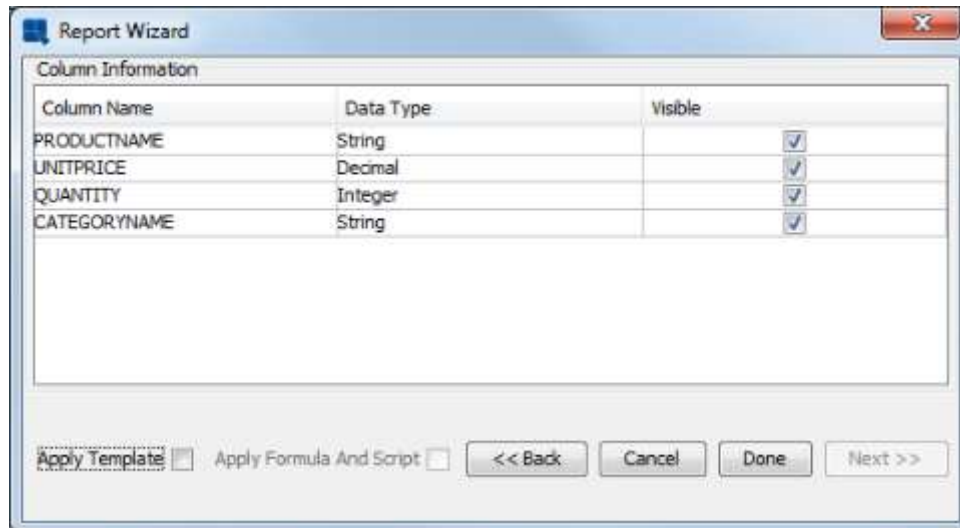 Report Wizard
Column Information
Column Name Data Type Visible
PRODUCTNAME String
UNITPRICE Decimal
QUANTITY Integer
CATEGORYNAME String
Apply Template Apply Formula And Script << Back Cancel Done Next >>